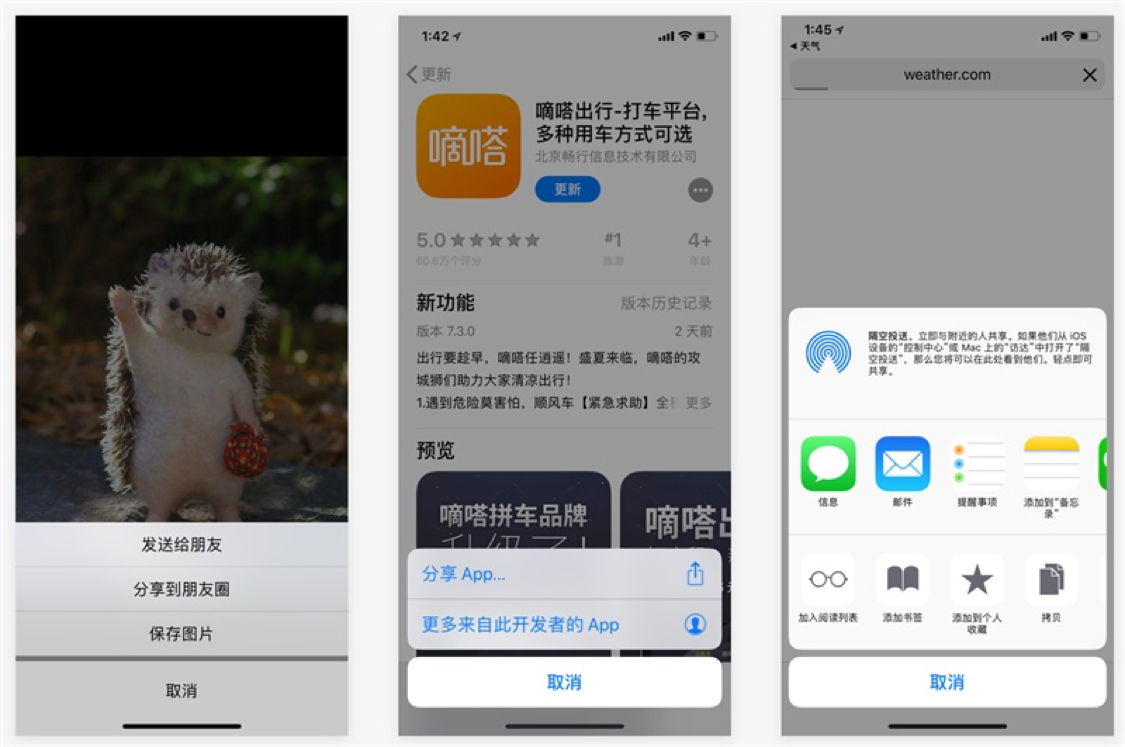 发送给朋友
分享到朋友圈
保存图片
取消
1:42
更新
嘀嗒
嘀嗒出行-打车平台,
多种用车方式可选
北京畅行信息技术有限公司
更新
5.0
#1
4+
60.6万个评分
旅游
年龄
新功能
版本历史记录
版本 7.3.0
2 天前
出行要趁早，嘀嗒任逍遥！盛夏来临，嘀嗒的攻
城狮们助力大家清凉出行！
1.遇到危险莫害怕，顺风车【紧急求助】全
更多
预览
嘀嗒拼车品牌
升级了！
嘀嗒
分享 App...
更多来自此开发者的 App
取消
1:45
天气
weather.com
隔空投送。立即与附近的人共享。如果他们从 iOS
设备的“控制中心”或 Mac 上的“访达”中打开了“隔
空投送”，那么您将可以在此处看到他们。轻点即可
共享。
信息
邮件
提醒事项
添加到“备忘
录”
加入阅读列表
添加书签
添加到个人
收藏
拷贝
取消